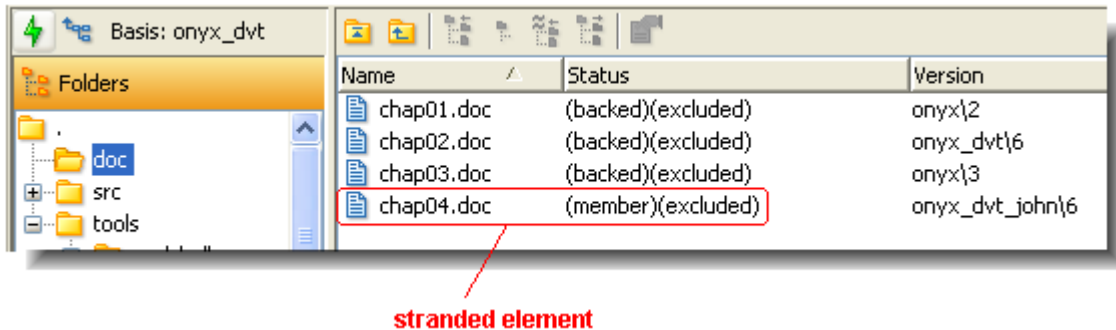 Basis: onyx_dvt
Folders
.
doc
src
tools
Name Status Version
chap01.doc (backed)(excluded) onyx\2
chap02.doc (backed)(excluded) onyx_dvt\6
chap03.doc (backed)(excluded) onyx\3
chap04.doc (member)(excluded) onyx_dvt_john\6
stranded element